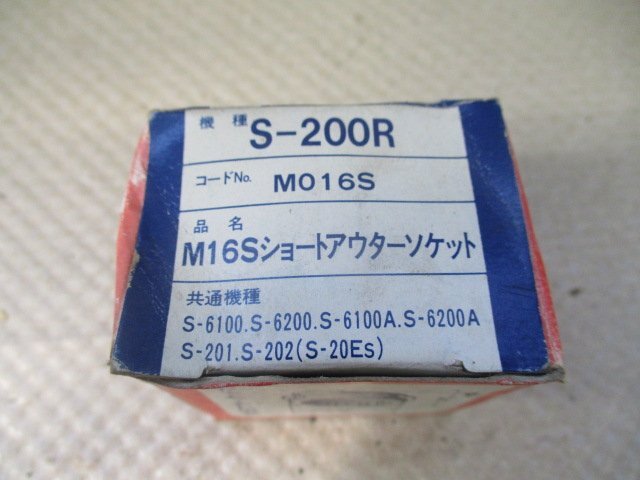 機種 S-200R
コードNo. M016S
品名
M16Sショートアウターソケット
共通機種
S-6100.S-6200.S-6100A.S-6200A
S-201.S-202(S-20Es)